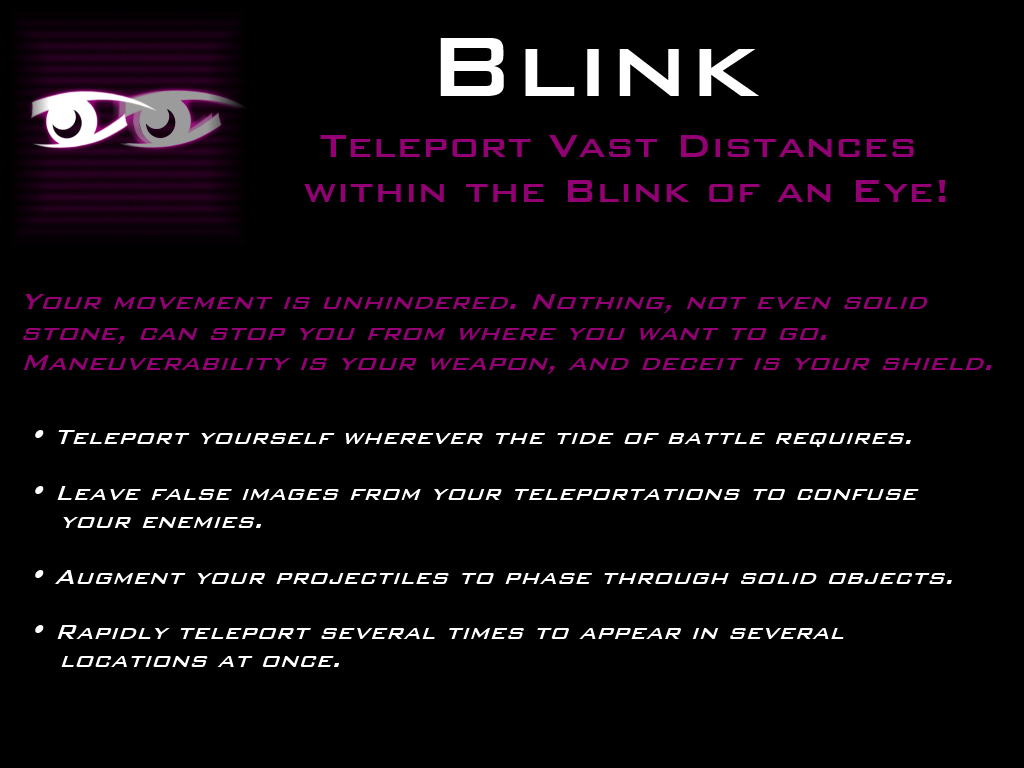 Blink
Teleport Vast Distances
within the Blink of an Eye!
Your movement is unhindered. Nothing, not even solid
stone, can stop you from where you want to go.
Maneuverability is your weapon, and deceit is your shield.
• Teleport yourself wherever the tide of battle requires.
• Leave false images from your teleportations to confuse
your enemies.
• Augment your projectiles to phase through solid objects.
• Rapidly teleport several times to appear in several
locations at once.